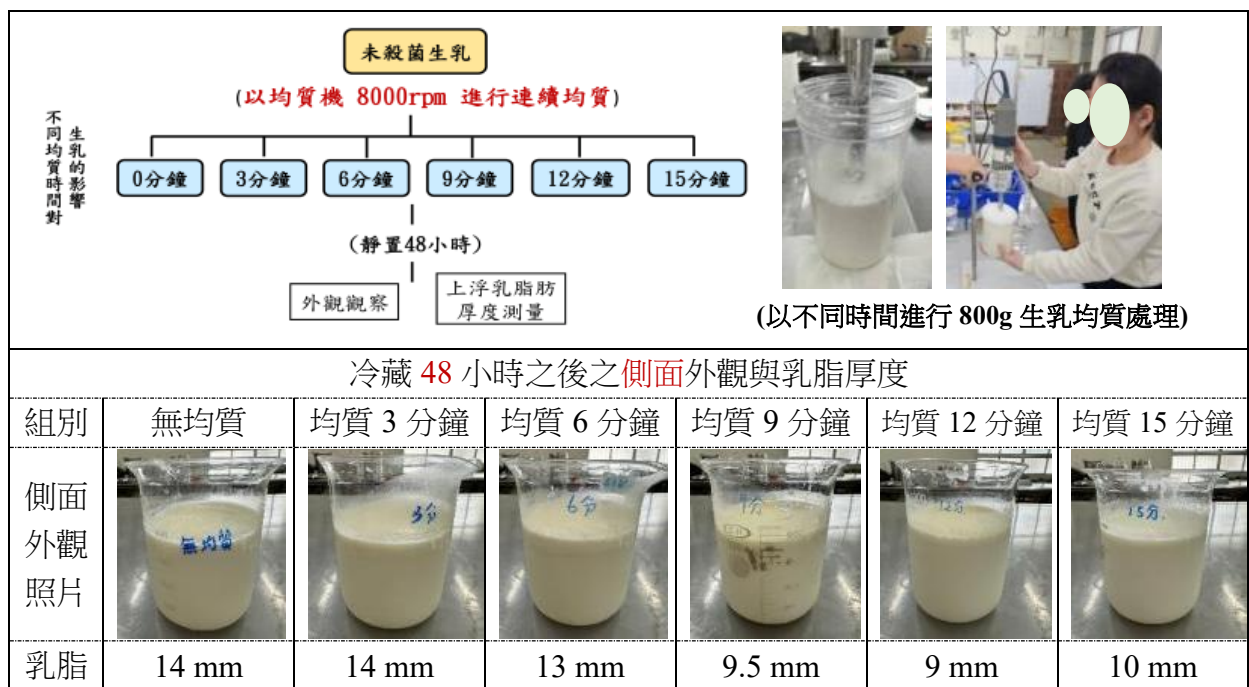 未殺菌生乳
(以均質機 8000rpm 進行連續均質)
不同均質時間對
生乳的影響
0分鐘 3分鐘 6分鐘 9分鐘 12分鐘 15分鐘
(靜置48小時)
外觀觀察
上浮乳脂肪
厚度測量
(以不同時間進行 800g 生乳均質處理)
冷藏 48 小時之後之側面外觀與乳脂厚度
組別 無均質 均質 3 分鐘 均質 6 分鐘 均質 9 分鐘 均質 12 分鐘 均質 15 分鐘
側面
外觀
照片
無均質
3分
6分
9分
12分
15分.
乳脂 14 mm 14 mm 13 mm 9.5 mm 9 mm 10 mm